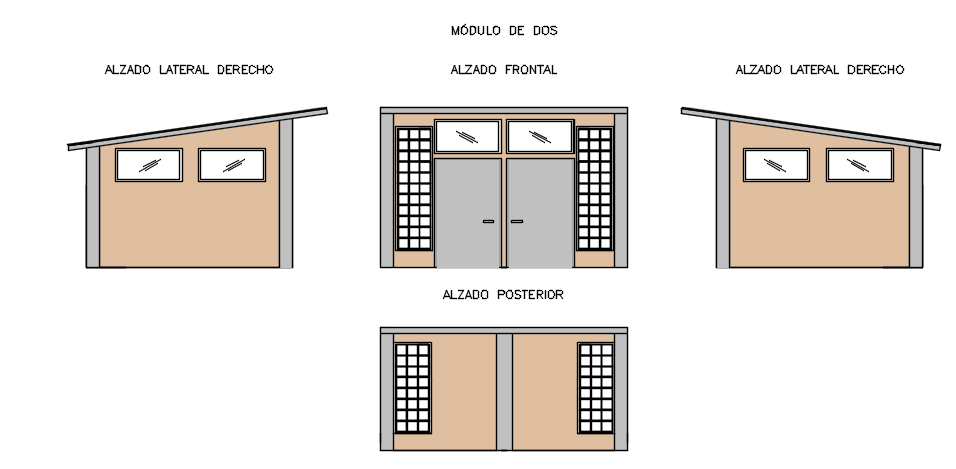 MÓDULO DE DOS
ALZADO LATERAL DERECHO
ALZADO FRONTAL
ALZADO LATERAL DERECHO
ALZADO POSTERIOR